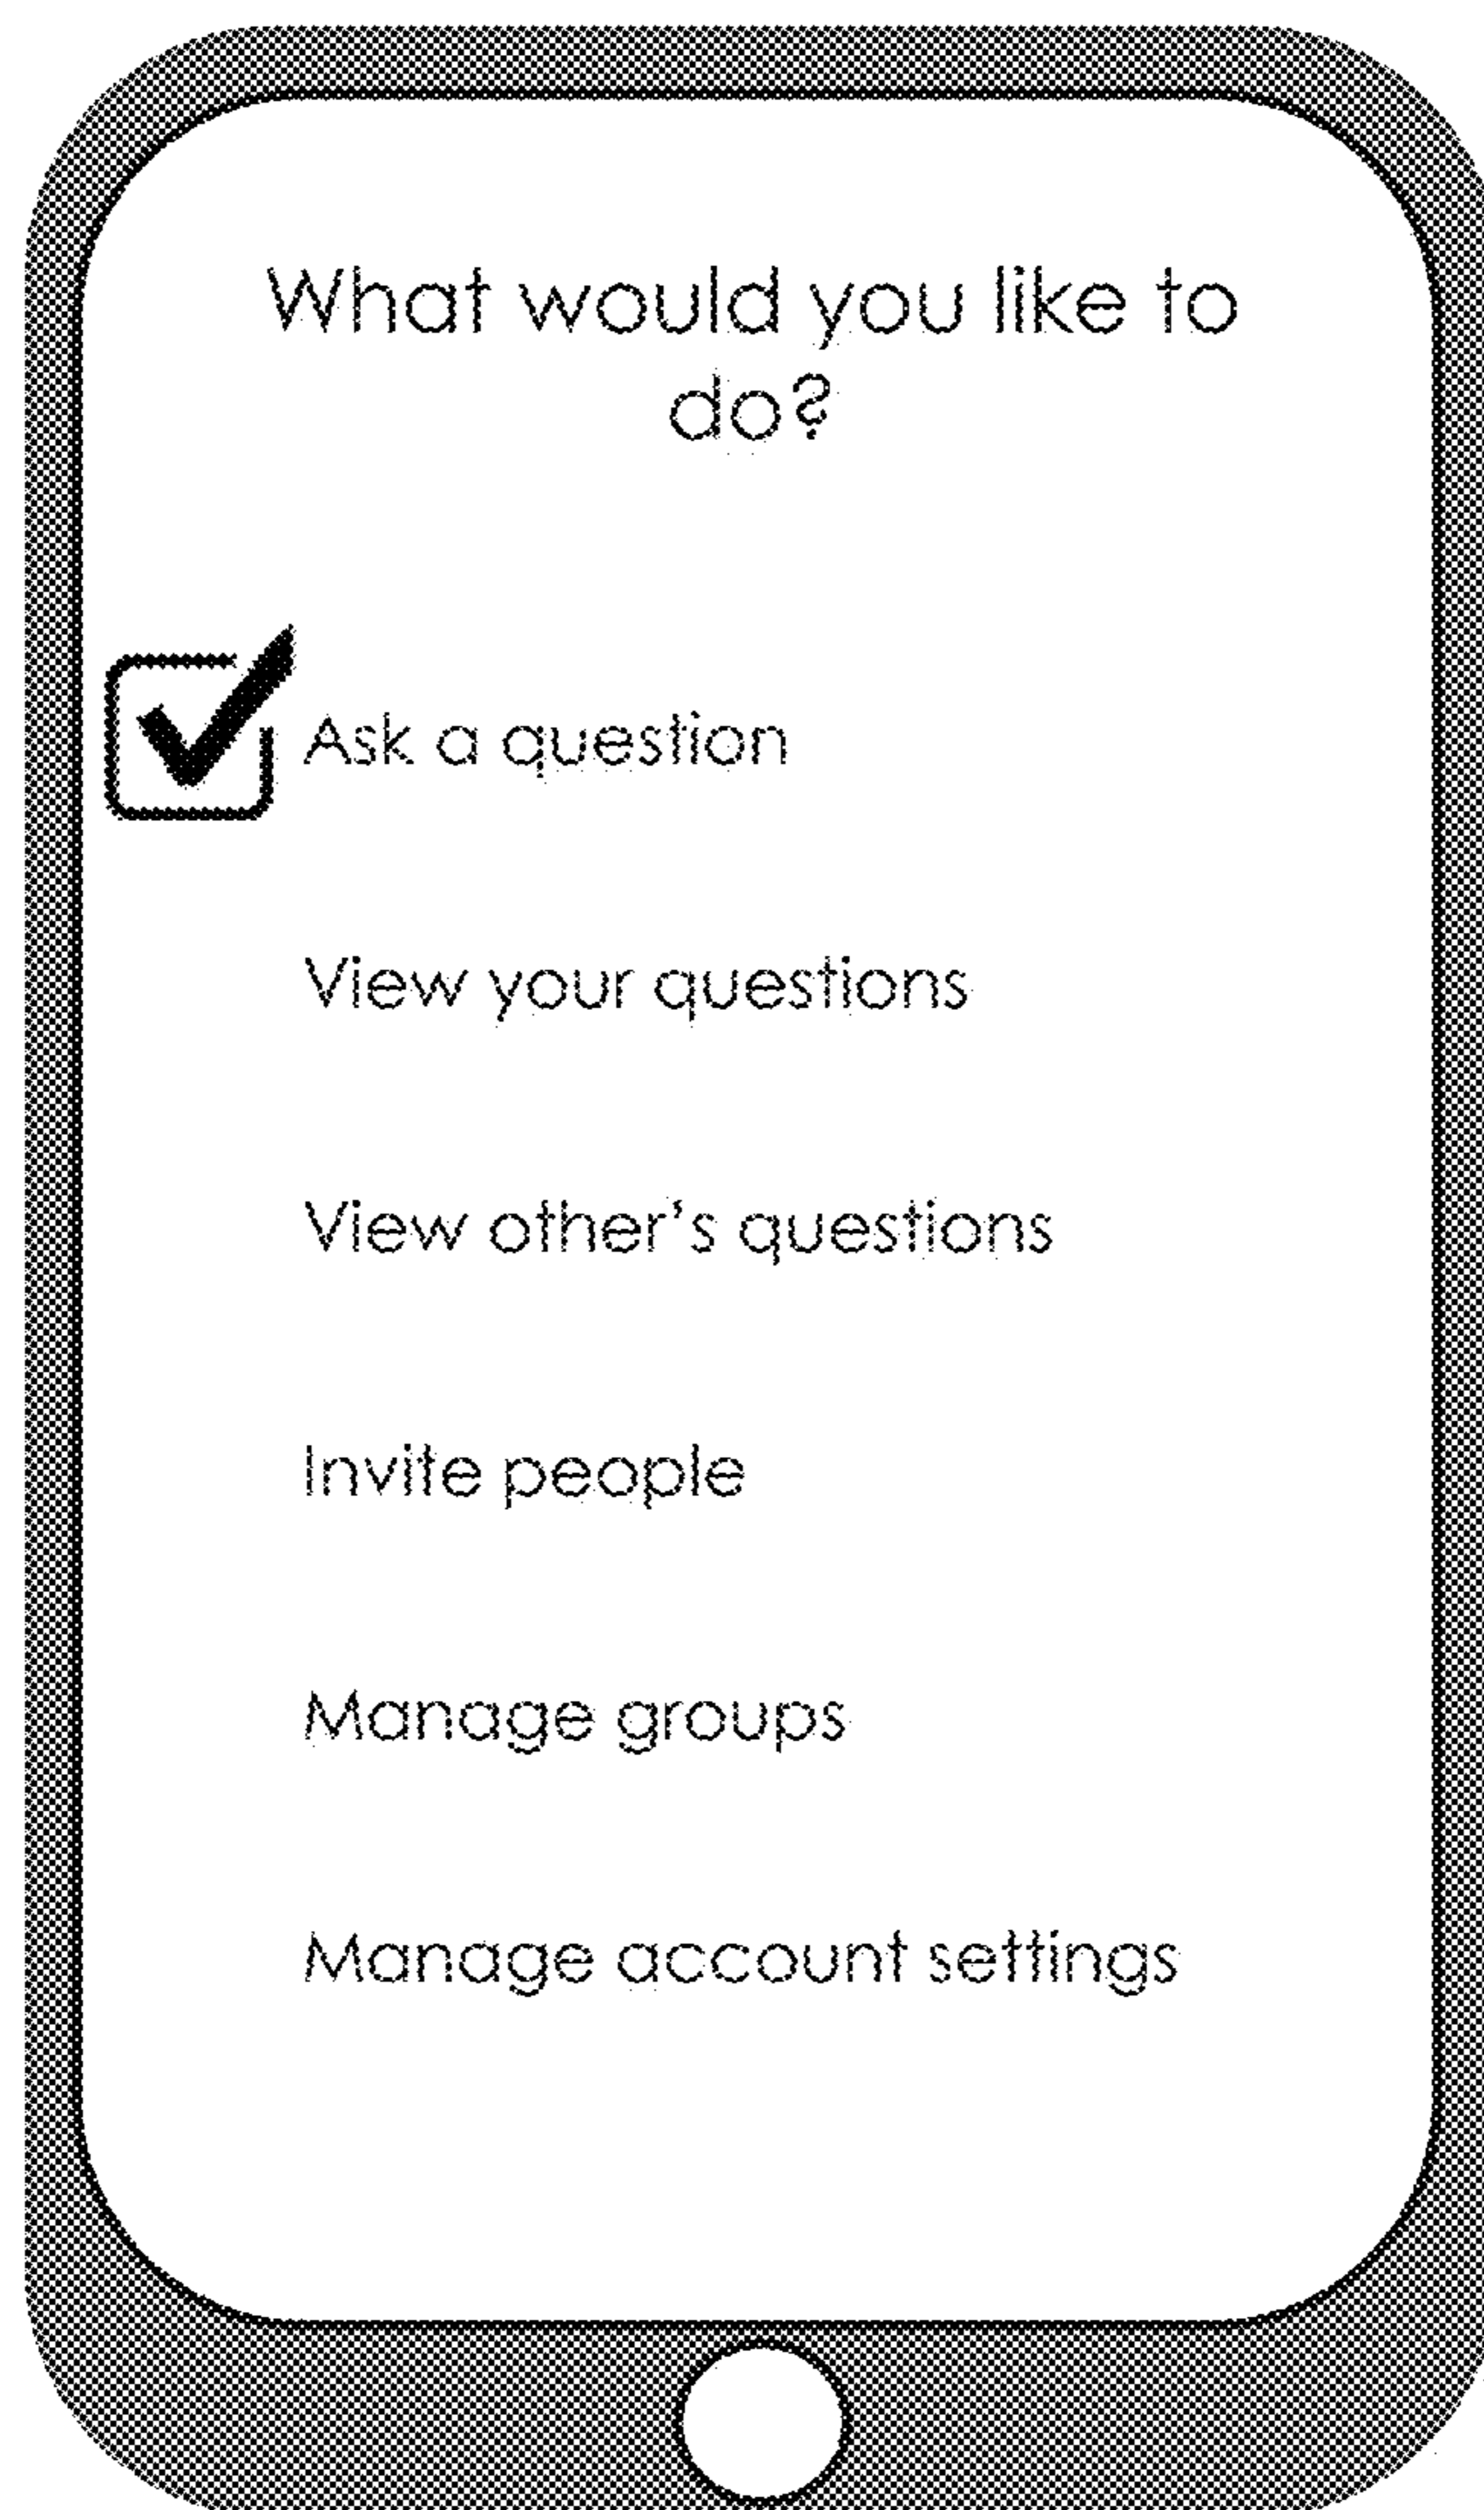 What would you like to
do?
Ask a question
View your questions
View other's questions
Invite people
Manage groups
Manage account settings